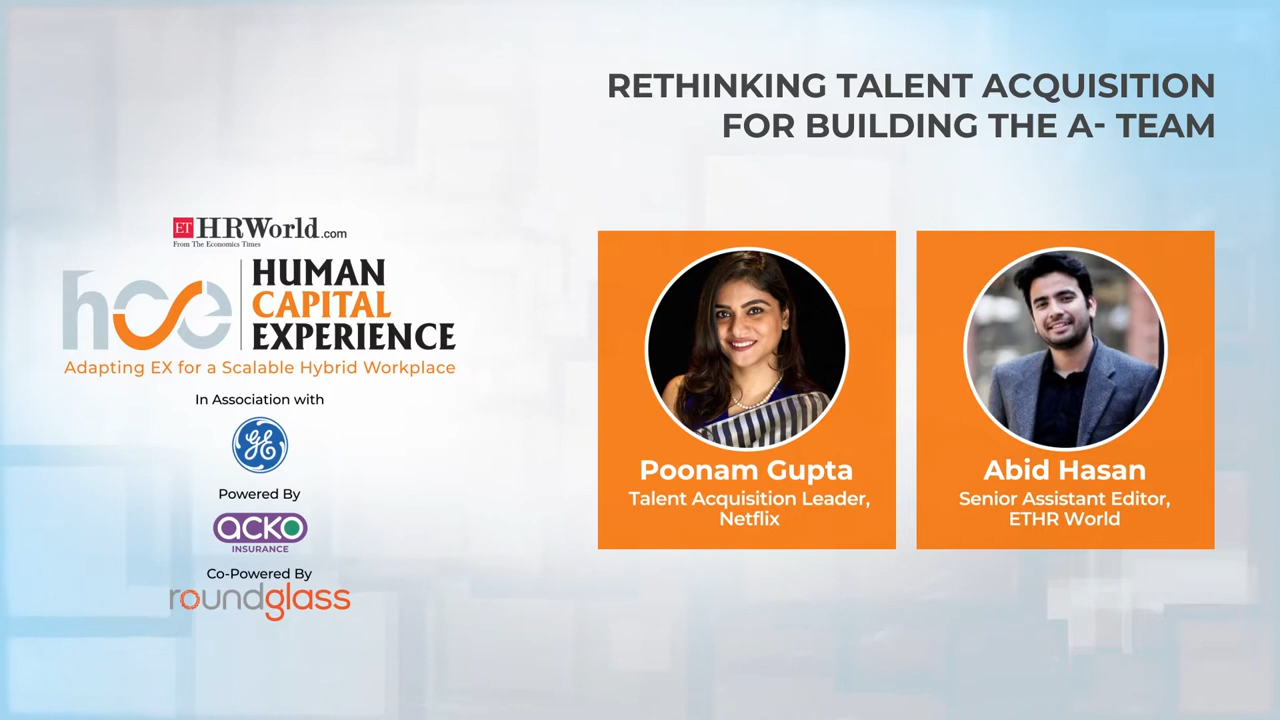 RETHINKING TALENT ACQUISITION
FOR BUILDING THE A- TEAM
ET HRWorld.com
From The Economics Times
hce
HUMAN
CAPITAL
EXPERIENCE
Adapting EX for a Scalable Hybrid Workplace
In Association with
GE
Powered By
acko
INSURANCE
Co-Powered By
roundglass
Poonam Gupta
Talent Acquisition Leader,
Netflix
Abid Hasan
Senior Assistant Editor,
ETHR World